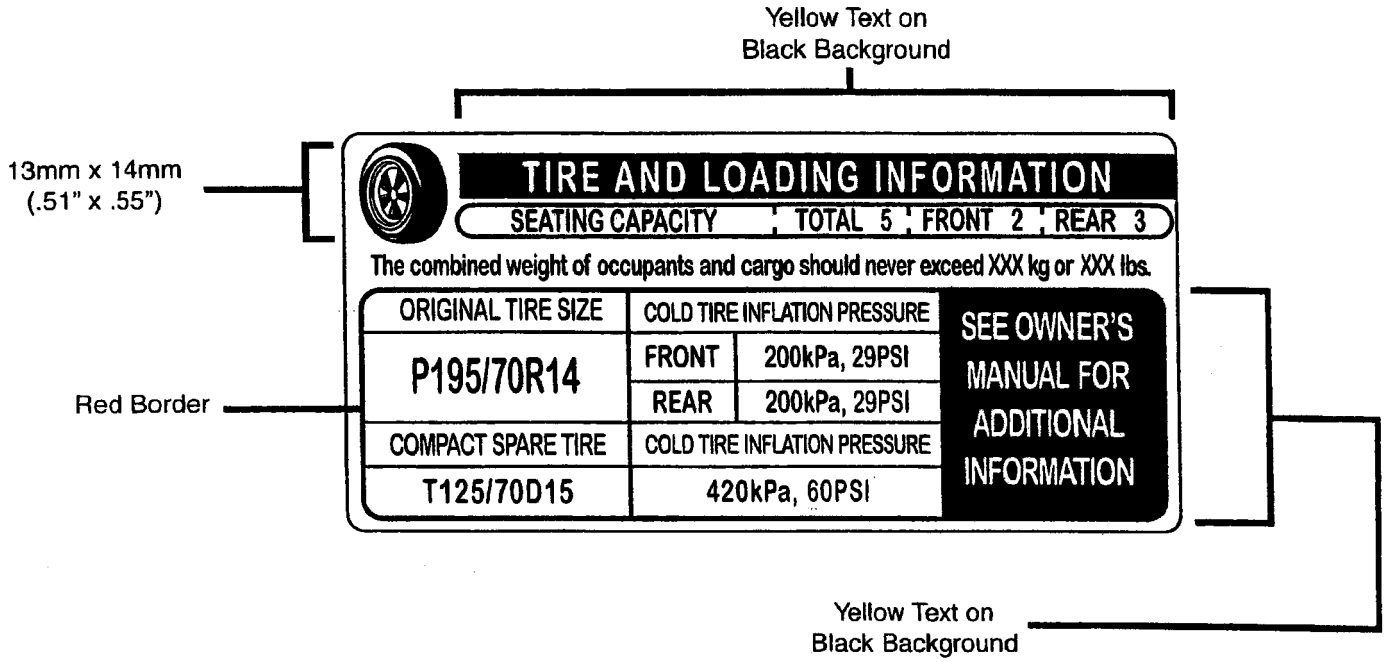 Yellow Text on
Black Background
13mm x 14mm
(.51" x .55")
TIRE AND LOADING INFORMATION
SEATING CAPACITY TOTAL 5 FRONT 2 REAR 3
The combined weight of occupants and cargo should never exceed XXX kg or XXX lbs.
ORIGINAL TIRE SIZE COLD TIRE INFLATION PRESSURE
P195/70R14
FRONT 200kPa, 29PSI
REAR 200kPa, 29PSI
COMPACT SPARE TIRE COLD TIRE INFLATION PRESSURE
T125/70D15 420kPa, 60PSI
SEE OWNER'S
MANUAL FOR
ADDITIONAL
INFORMATION
Red Border
Yellow Text on
Black Background